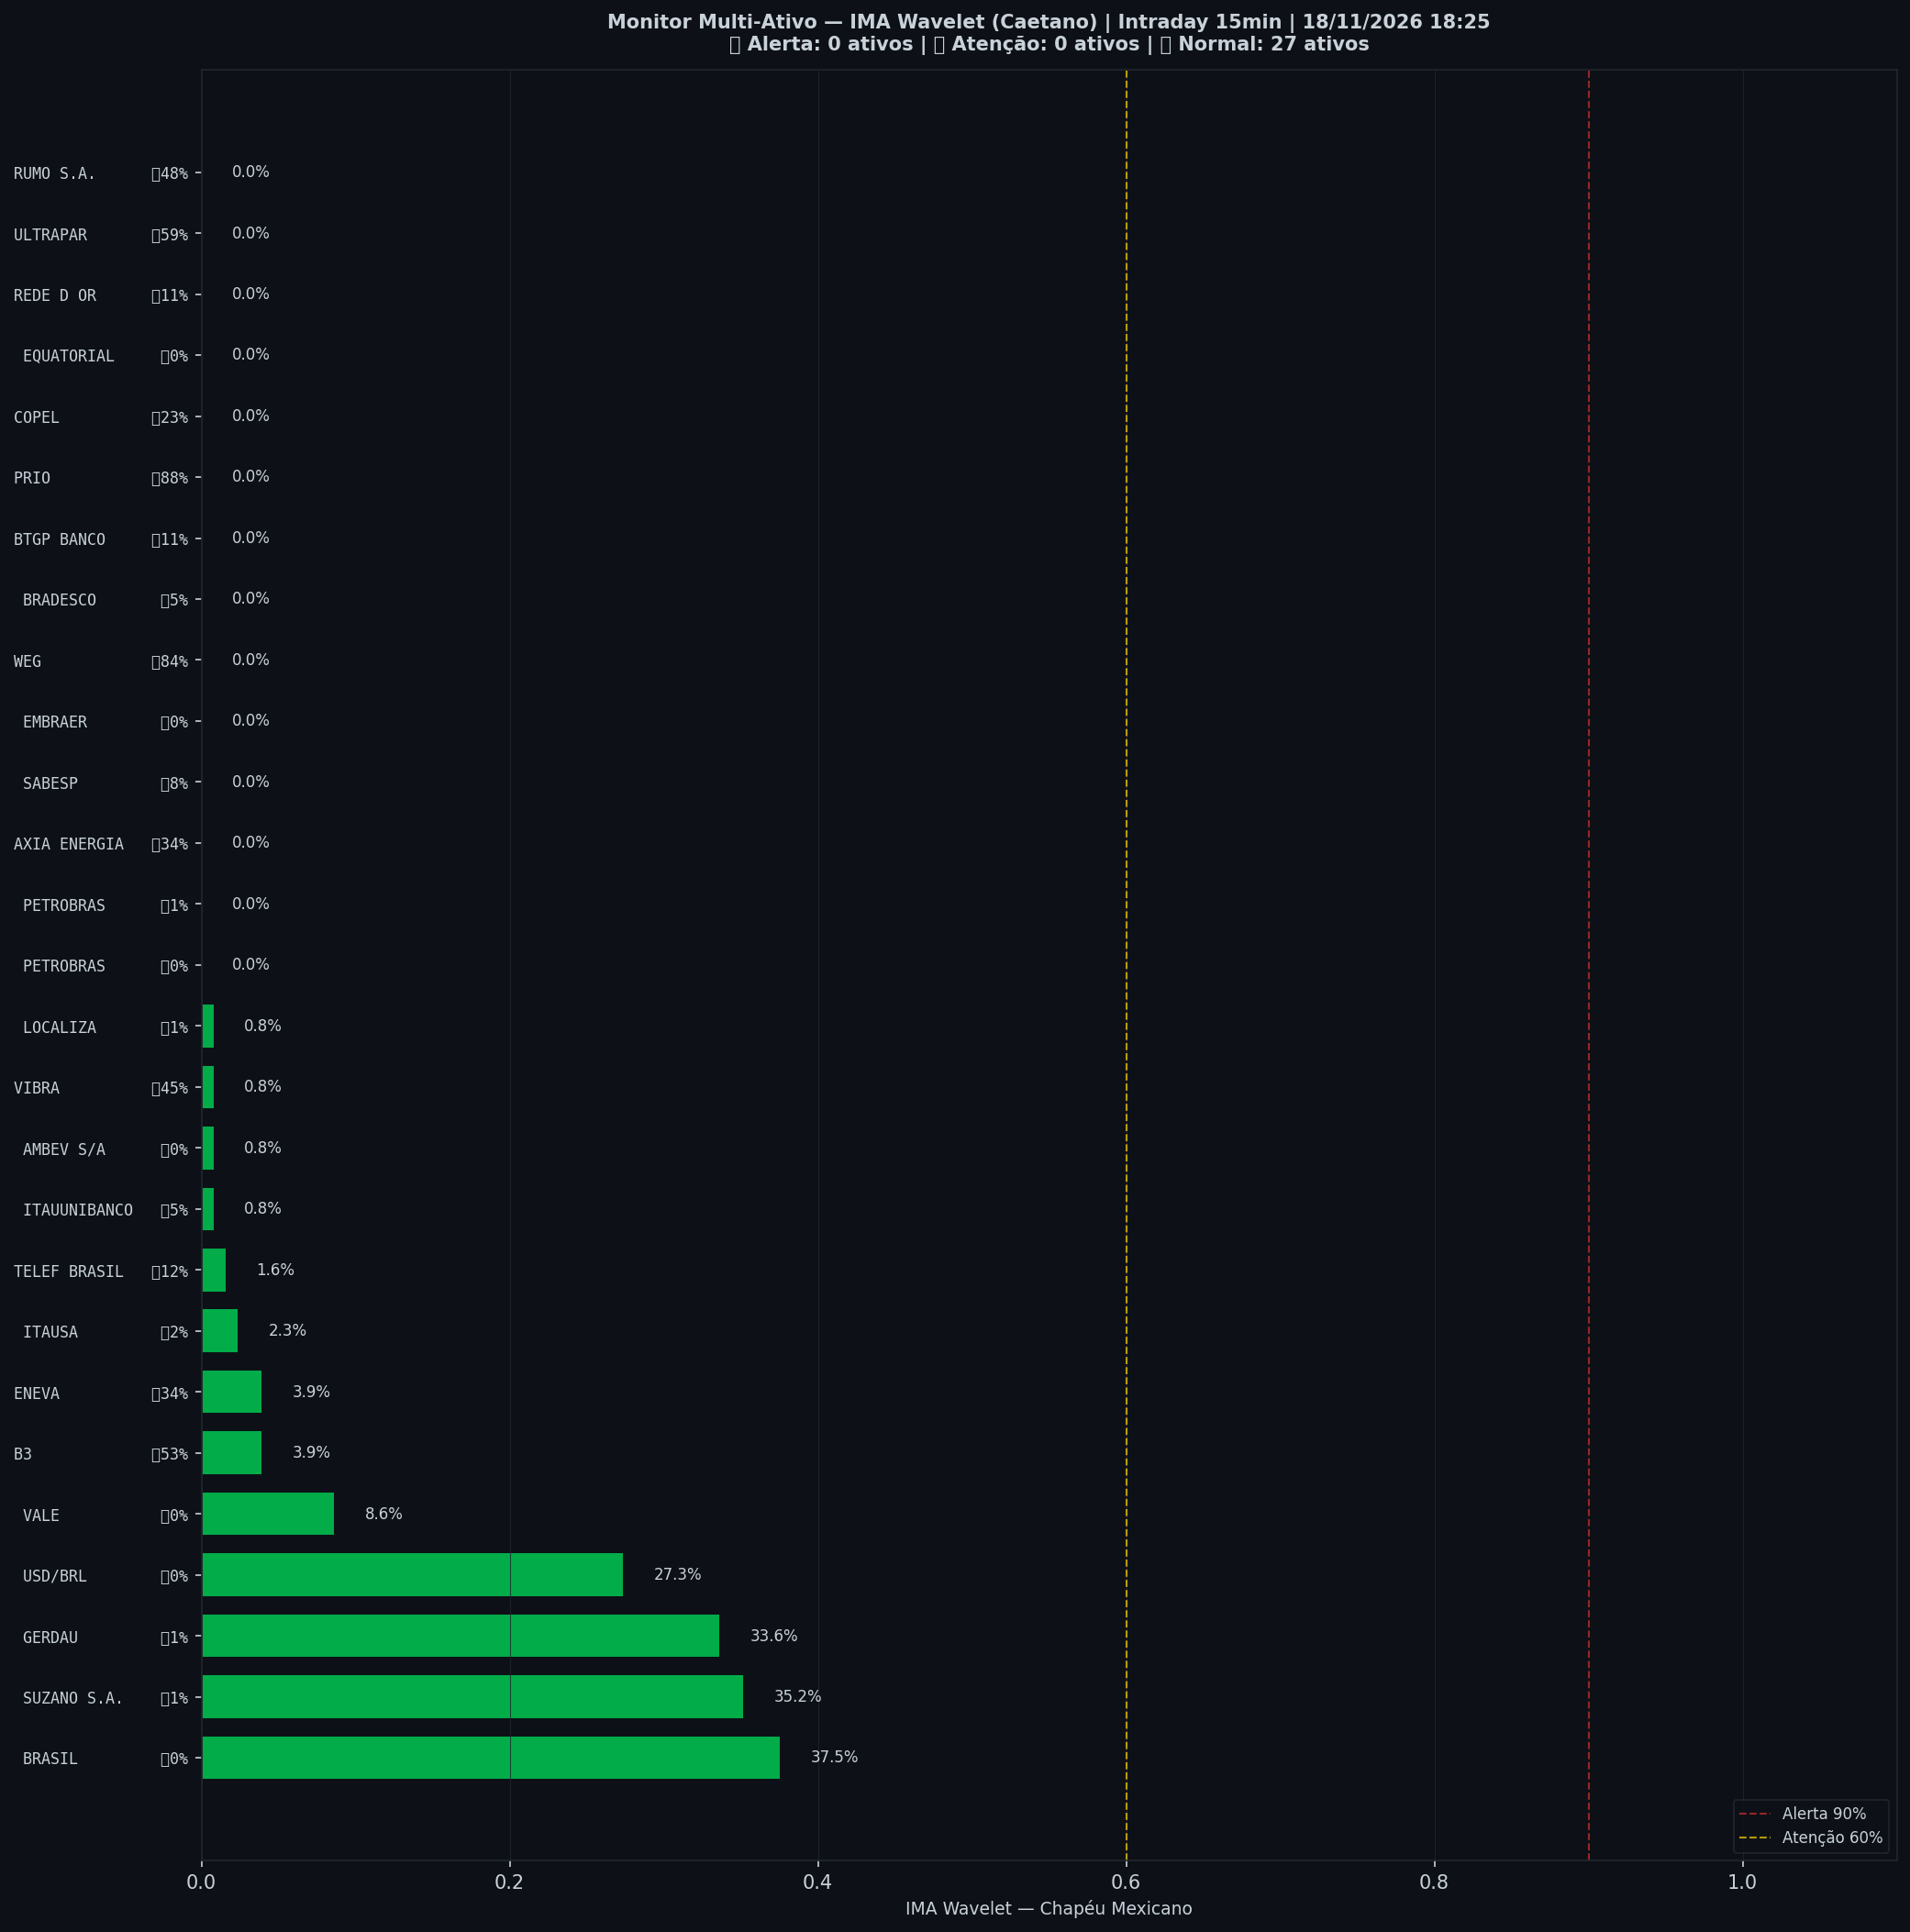 Monitor Multi-Ativo — IMA Wavelet (Caetano) | Intraday 15min | 18/11/2026 18:25
▯ Alerta: 0 ativos | ▯ Atenção: 0 ativos | ▯ Normal: 27 ativos
RUMO S.A. ▯48% 0.0%
ULTRAPAR ▯59% 0.0%
REDE D OR ▯11% 0.0%
EQUATORIAL ▯0% 0.0%
COPEL ▯23% 0.0%
PRIO ▯88% 0.0%
BTGP BANCO ▯11% 0.0%
BRADESCO ▯5% 0.0%
WEG ▯84% 0.0%
EMBRAER ▯0% 0.0%
SABESP ▯8% 0.0%
AXIA ENERGIA ▯34% 0.0%
PETROBRAS ▯1% 0.0%
PETROBRAS ▯0% 0.0%
LOCALIZA ▯1% 0.8%
VIBRA ▯45% 0.8%
AMBEV S/A ▯0% 0.8%
ITAUUNIBANCO ▯5% 0.8%
TELEF BRASIL ▯12% 1.6%
ITAUSA ▯2% 2.3%
ENEVA ▯34% 3.9%
B3 ▯53% 3.9%
VALE ▯0% 8.6%
USD/BRL ▯0% 27.3%
GERDAU ▯1% 33.6%
SUZANO S.A. ▯1% 35.2%
BRASIL ▯0% 37.5%
Alerta 90%
Atenção 60%
0.0 0.2 0.4 0.6 0.8 1.0
IMA Wavelet — Chapéu Mexicano